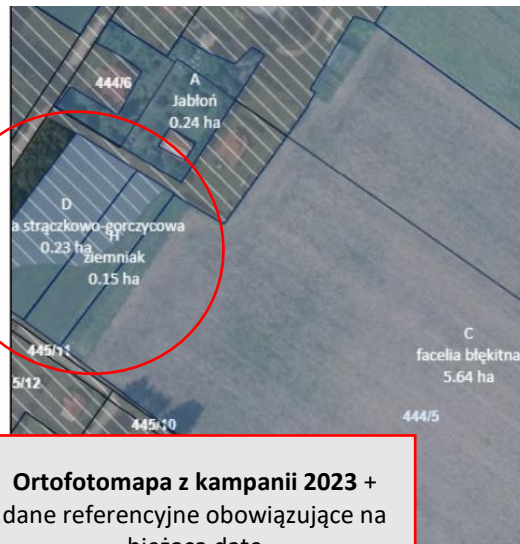 444/6
A
Jabłoń
0.24 ha
D
a strączkowo-gorczycowa
0.23 ha
H
ziemniak
0.15 ha
C
facelia błękitna
5.64 ha
445/11
5/12
445/10
444/5
Ortofotomapa z kampanii 2023 +
dane referencyjne obowiązujące na
bieżącą datę